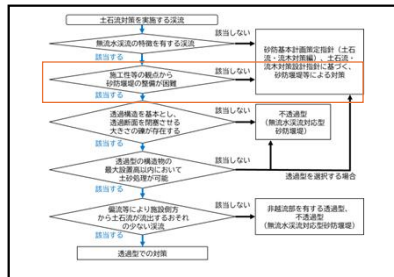 土石流対策を実施する渓流
無流水渓流の特徴を有する渓流
該当しない
砂防基本計画策定指針（土石
流・流木対策編）、土石流・
流木対策設計指針に基づく、
砂防堰堤等による対策
該当する
施工性等の観点から
砂防堰堤の整備が困難
該当しない
該当する
透過構造を基本とし、
透過断面を閉塞させる
大きさの礫が存在する
該当しない
不透過型
（無流水渓流対応型
砂防堰堤）
該当する
透過型の構造物の
最大設置高以内において
土砂処理が可能
該当しない
透過型を選択する場合
該当する
偏流等により施設側方
から土石流が流出するおそれ
の少ない渓流
該当しない
非越流部を有する透過型、
不透過型
（無流水渓流対応型砂防堰堤）
該当する
透過型での対策